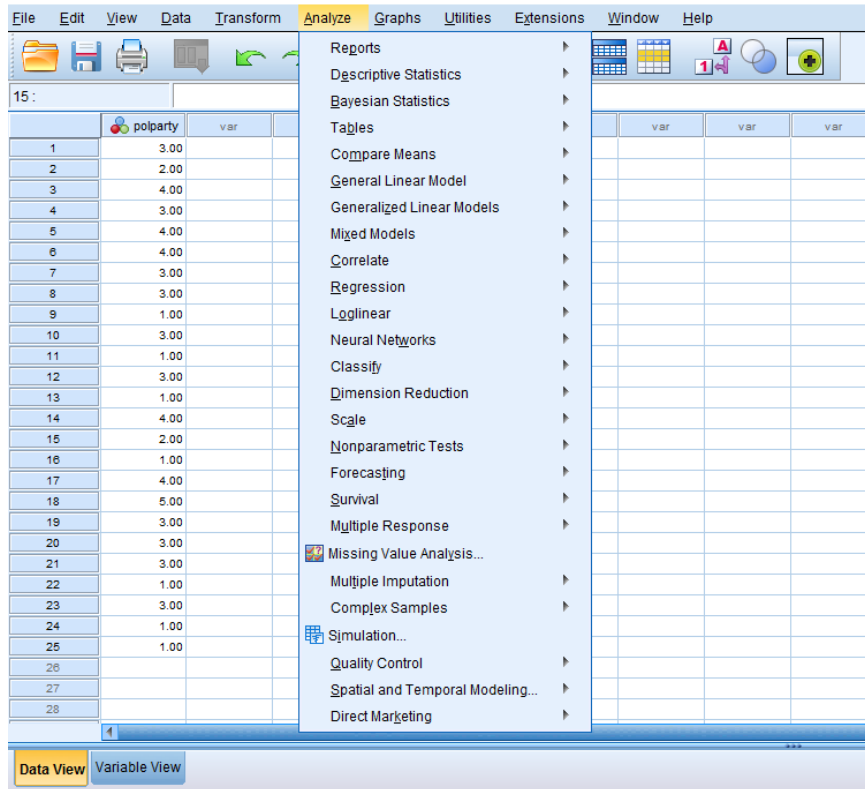 File Edit View Data Transform Analyze Graphs Utilities Extensions Window Help
A
1
15 :
polparty var var var var
1 3.00
2 2.00
3 4.00
4 3.00
5 4.00
6 4.00
7 3.00
8 3.00
9 1.00
10 3.00
11 1.00
12 3.00
13 1.00
14 4.00
15 2.00
16 1.00
17 4.00
18 5.00
19 3.00
20 3.00
21 3.00
22 1.00
23 3.00
24 1.00
25 1.00
26
27
28
Reports
Descriptive Statistics
Bayesian Statistics
Tables
Compare Means
General Linear Model
Generalized Linear Models
Mixed Models
Correlate
Regression
Loglinear
Neural Networks
Classify
Dimension Reduction
Scale
Nonparametric Tests
Forecasting
Survival
Multiple Response
Missing Value Analysis...
Multiple Imputation
Complex Samples
Simulation...
Quality Control
Spatial and Temporal Modeling...
Direct Marketing
Data View Variable View